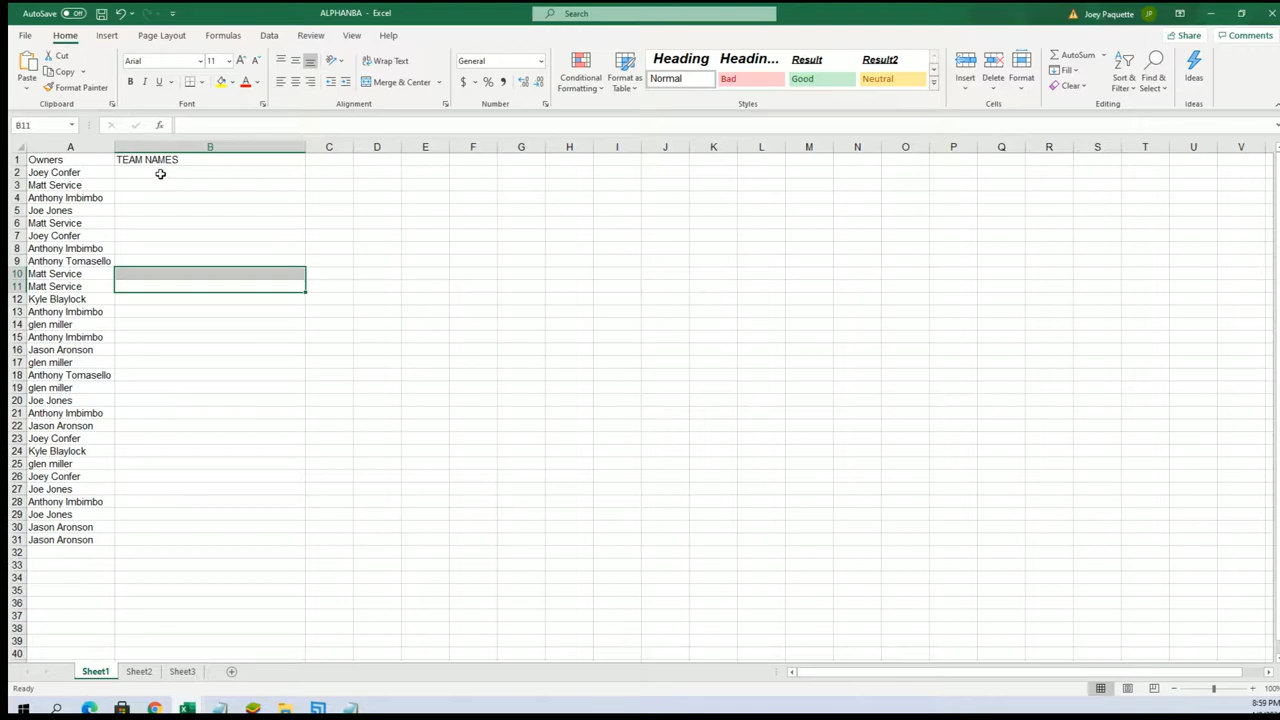 AutoSave Off ALPHANBA - Excel Search Joey Paquette JP
File Home Insert Page Layout Formulas Data Review View Help Share Comments
Paste Cut Copy Format Painter Clipboard
Arial 11 A A B I U A Font
Wrap Text Merge & Center Alignment
General $ % , Number
Conditional Formatting Format as Table
Heading Headin... Result Result2
Normal Bad Good Neutral
Styles
Insert Delete Format Cells
AutoSum Fill Clear Sort & Filter Find & Select Editing
Ideas Ideas
B11 fx
A B C D E F G H I J K L M N O P Q R S T U V
1 Owners TEAM NAMES
2 Joey Confer
3 Matt Service
4 Anthony Imbimbo
5 Joe Jones
6 Matt Service
7 Joey Confer
8 Anthony Imbimbo
9 Anthony Tomasello
10 Matt Service
11 Matt Service
12 Kyle Blaylock
13 Anthony Imbimbo
14 glen miller
15 Anthony Imbimbo
16 Jason Aronson
17 glen miller
18 Anthony Tomasello
19 glen miller
20 Joe Jones
21 Anthony Imbimbo
22 Jason Aronson
23 Joey Confer
24 Kyle Blaylock
25 glen miller
26 Joey Confer
27 Joe Jones
28 Anthony Imbimbo
29 Joe Jones
30 Jason Aronson
31 Jason Aronson
32
33
34
35
36
37
38
39
40
Sheet1 Sheet2 Sheet3
Ready 100%
8:59 PM